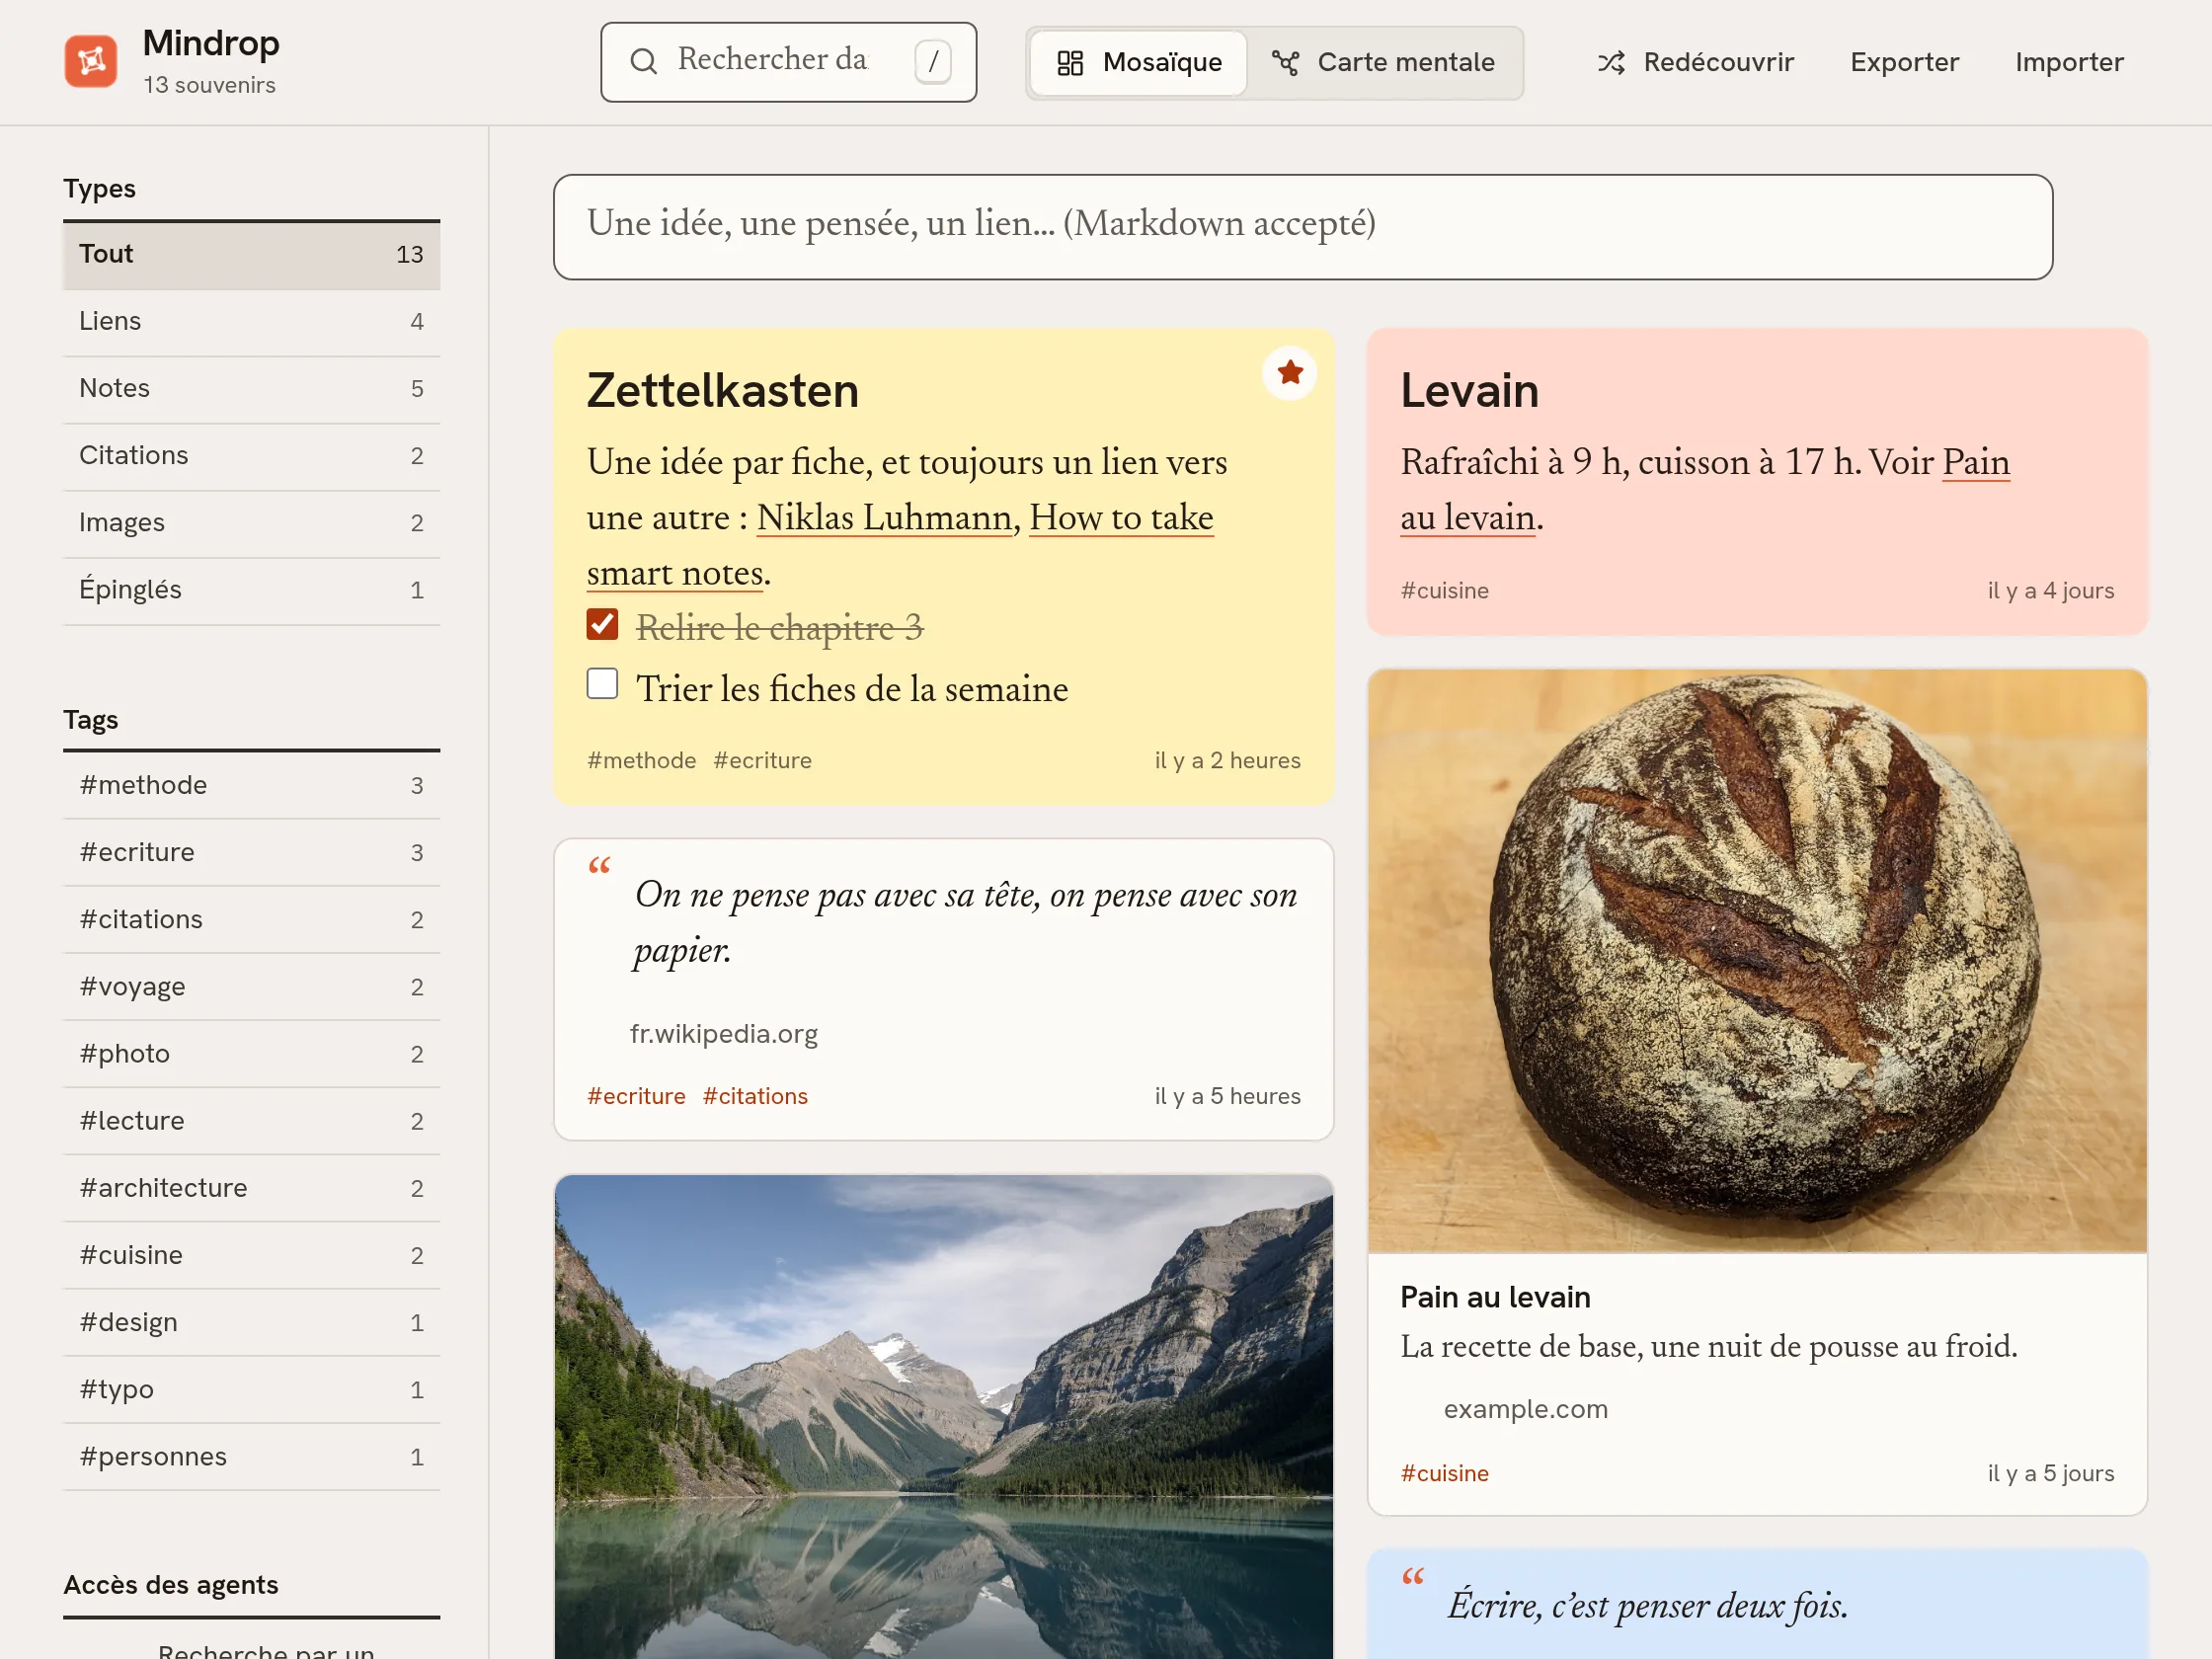 Mindrop
13 souvenirs
Rechercher da
/
Mosaïque
Carte mentale
Redécouvrir
Exporter
Importer
Types
Tout 13
Liens 4
Notes 5
Citations 2
Images 2
Épinglés 1
Tags
#methode 3
#ecriture 3
#citations 2
#voyage 2
#photo 2
#lecture 2
#architecture 2
#cuisine 2
#design 1
#typo 1
#personnes 1
Accès des agents
Recherche par un
Une idée, une pensée, un lien... (Markdown accepté)
Zettelkasten
Une idée par fiche, et toujours un lien vers
une autre : Niklas Luhmann, How to take
smart notes.
Relire le chapitre 3
Trier les fiches de la semaine
#methode #ecriture il y a 2 heures
“ On ne pense pas avec sa tête, on pense avec son
papier.
fr.wikipedia.org
#ecriture #citations il y a 5 heures
Levain
Rafraîchi à 9 h, cuisson à 17 h. Voir Pain
au levain.
#cuisine il y a 4 jours
Pain au levain
La recette de base, une nuit de pousse au froid.
example.com
#cuisine il y a 5 jours
“ Écrire, c’est penser deux fois.